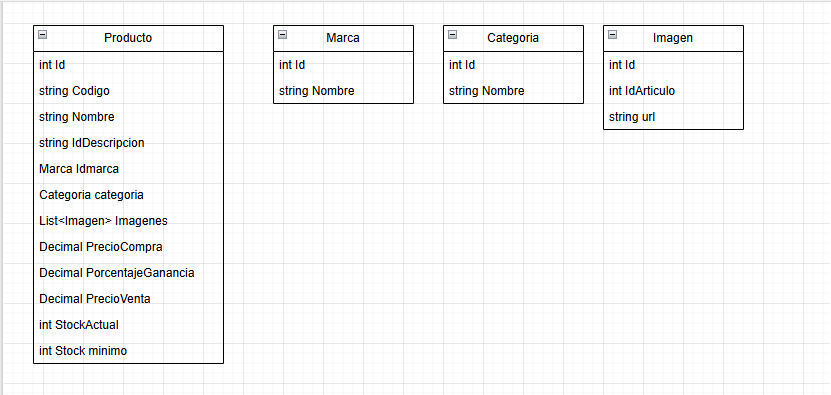 Producto
int Id
string Codigo
string Nombre
string IdDescripcion
Marca Idmarca
Categoria categoria
List<Imagen> Imagenes
Decimal PrecioCompra
Decimal PorcentajeGanancia
Decimal PrecioVenta
int StockActual
int Stock minimo
Marca
int Id
string Nombre
Categoria
int Id
string Nombre
Imagen
int Id
int IdArticulo
string url